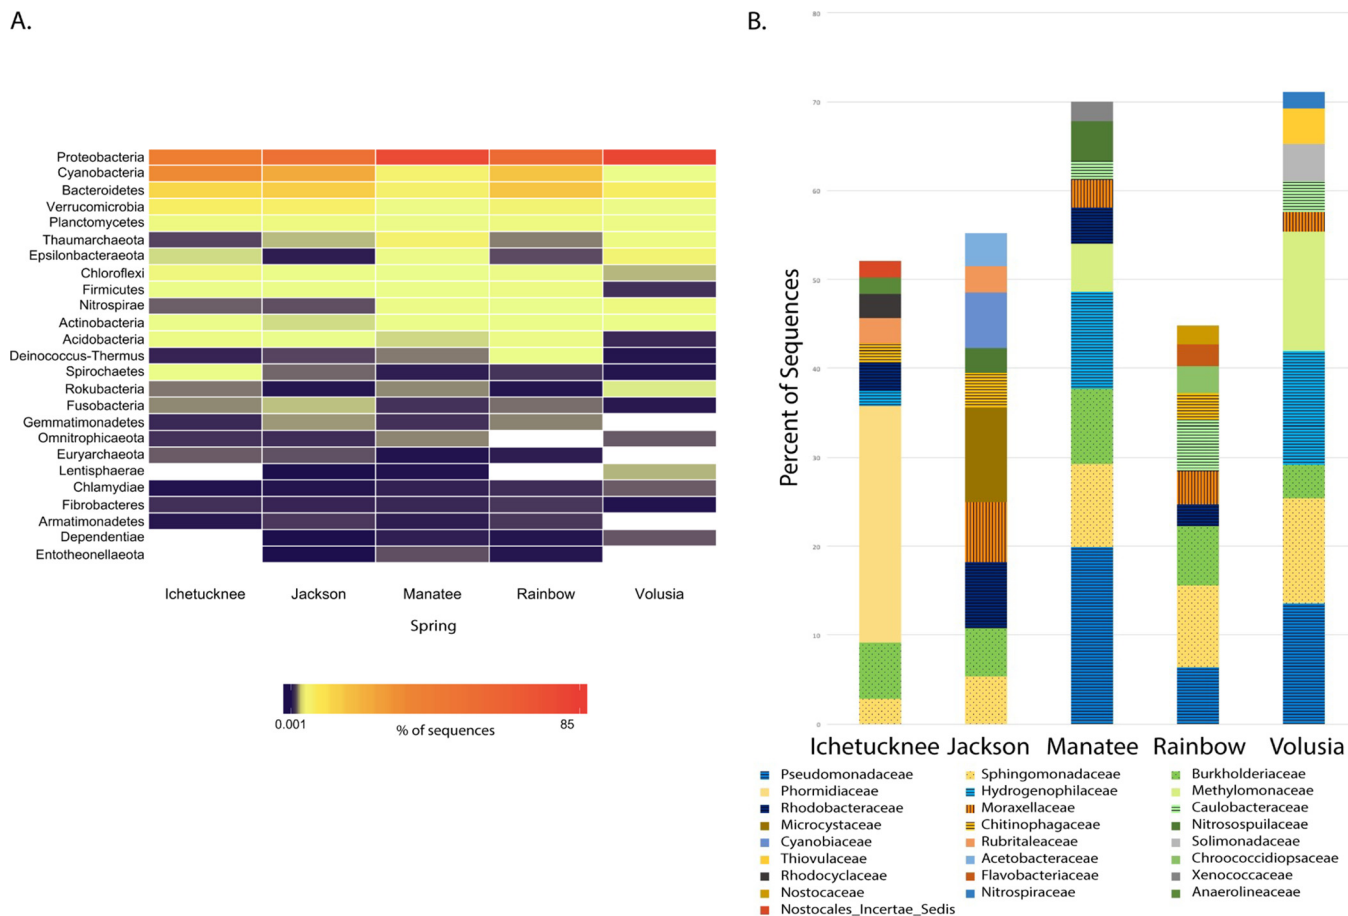 A.
Proteobacteria
Cyanobacteria
Bacteroidetes
Verrucomicrobia
Planctomycetes
Thaumarchaeota
Epsilonbacteraeota
Chloroflexi
Firmicutes
Nitrospirae
Actinobacteria
Acidobacteria
Deinococcus-Thermus
Spirochaetes
Rokubacteria
Fusobacteria
Gemmatimonadetes
Omnitrophicaeota
Euryarchaeota
Lentisphaerae
Chlamydiae
Fibrobacteres
Armatimonadetes
Dependentiae
Entotheonellaeota
Ichetucknee Jackson Manatee Rainbow Volusia
Spring
0.001 85
% of sequences
B.
80
70
60
50
40
30
20
10
0
Percent of Sequences
Ichetucknee Jackson Manatee Rainbow Volusia
Pseudomonadaceae Sphingomonadaceae Burkholderiaceae
Phormidiaceae Hydrogenophilaceae Methylomonaceae
Rhodobacteraceae Moraxellaceae Caulobacteraceae
Microcystaceae Chitinophagaceae Nitrosospuilaceae
Cyanobiaceae Rubritaleaceae Solimonadaceae
Thiovulaceae Acetobacteraceae Chroococcidiopsaceae
Rhodocyclaceae Flavobacteriaceae Xenococcaceae
Nostocaceae Nitrospiraceae Anaerolineaceae
Nostocales_Incertae_Sedis